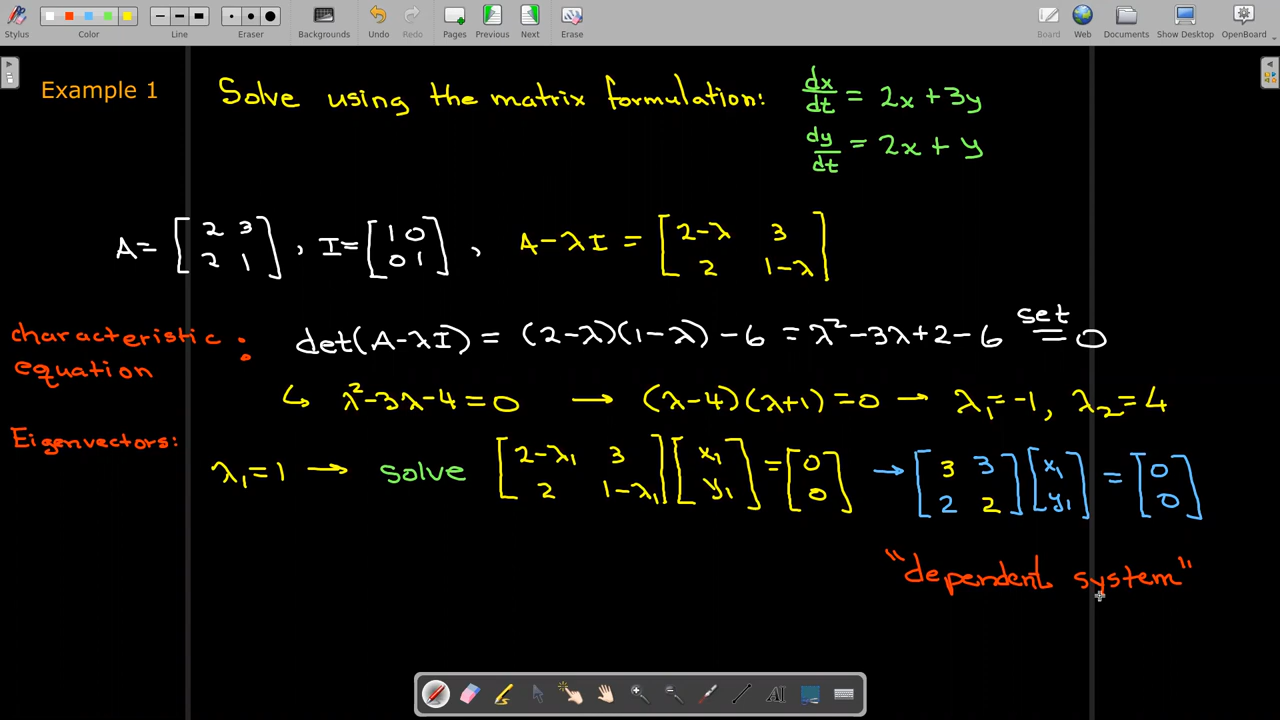 Stylus Color Line Eraser Backgrounds Undo Redo Pages Previous Next Erase Board Web Documents Show Desktop OpenBoard
Example 1 Solve using the matrix formulation: dx/dt = 2x + 3y
dy/dt = 2x + y
A = [2 3; 2 1], I = [1 0; 0 1], A-λI = [2-λ 3; 2 1-λ]
characteristic equation : det(A-λI) = (2-λ)(1-λ) - 6 = λ²-3λ+2-6 set = 0
↳ λ²-3λ-4=0 → (λ-4)(λ+1)=0 → λ₁=-1, λ₂=4
Eigenvectors:
λ₁=1 → solve [2-λ₁ 3; 2 1-λ₁][x₁; y₁] = [0; 0] → [3 3; 2 2][x₁; y₁] = [0; 0]
"dependent system"
AI